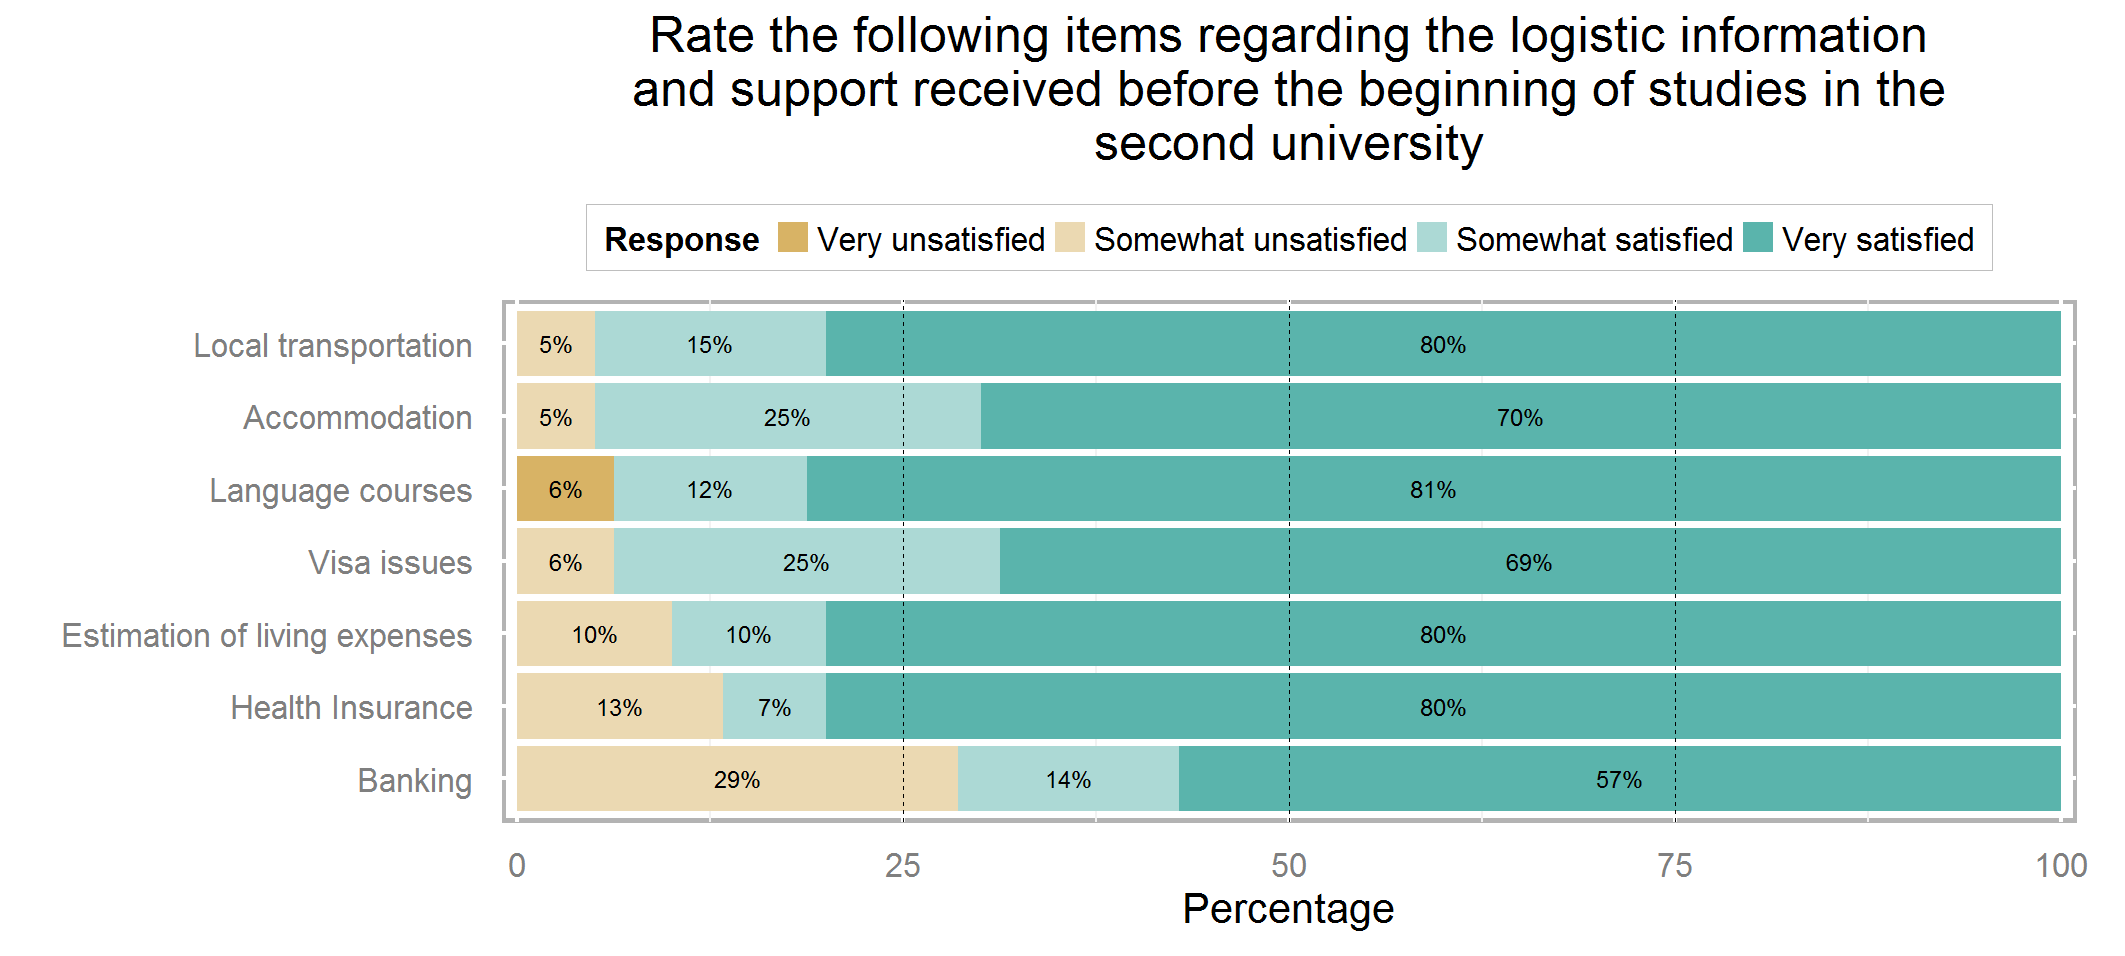 Rate the following items regarding the logistic information
and support received before the beginning of studies in the
second university
Response Very unsatisfied Somewhat unsatisfied Somewhat satisfied Very satisfied
Local transportation 5% 15% 80%
Accommodation 5% 25% 70%
Language courses 6% 12% 81%
Visa issues 6% 25% 69%
Estimation of living expenses 10% 10% 80%
Health Insurance 13% 7% 80%
Banking 29% 14% 57%
0 25 50 75 100
Percentage